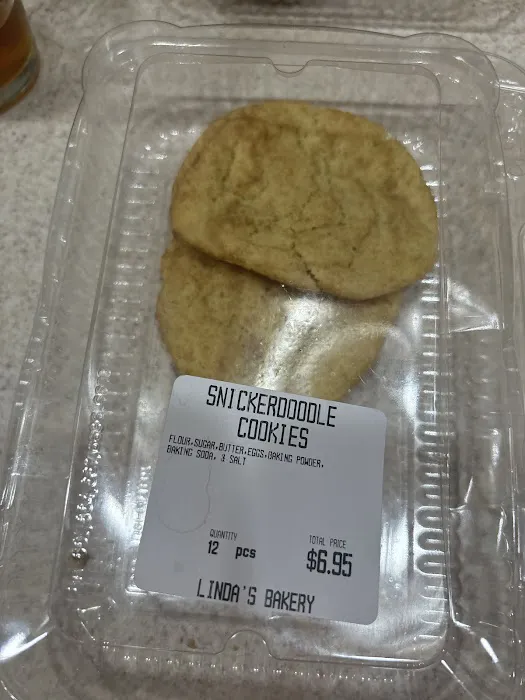 SNICKERDOODLE
COOKIES
FLOUR,SUGAR,BUTTER,EGGS,BAKING POWDER,
BAKING SODA, & SALT
QUANTITY
12 pcs
TOTAL PRICE
$6.95
LINDA'S BAKERY